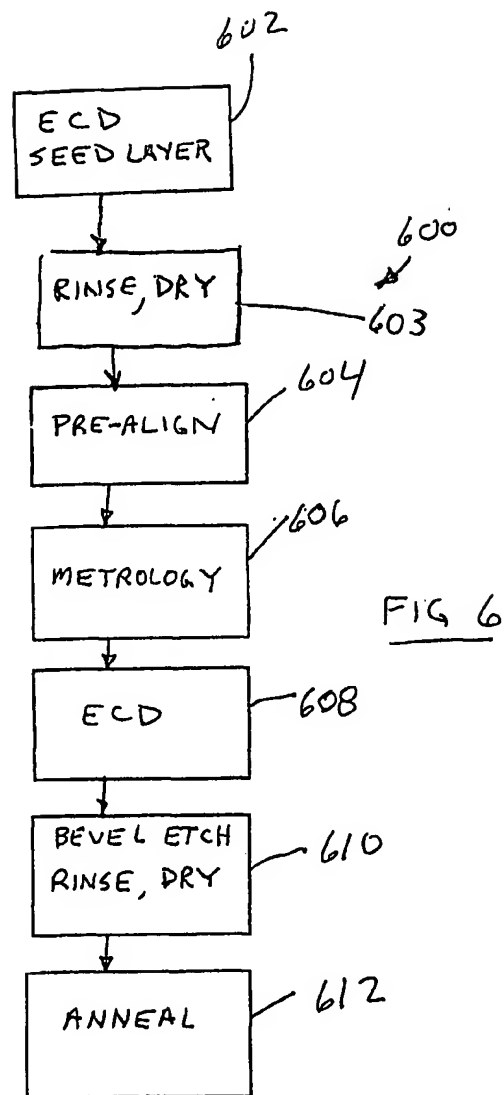 602
ECD
SEED LAYER
600
RINSE, DRY
603
604
PRE-ALIGN
606
METROLOGY
FIG 6
ECD
608
BEVEL ETCH
RINSE, DRY
610
ANNEAL
612